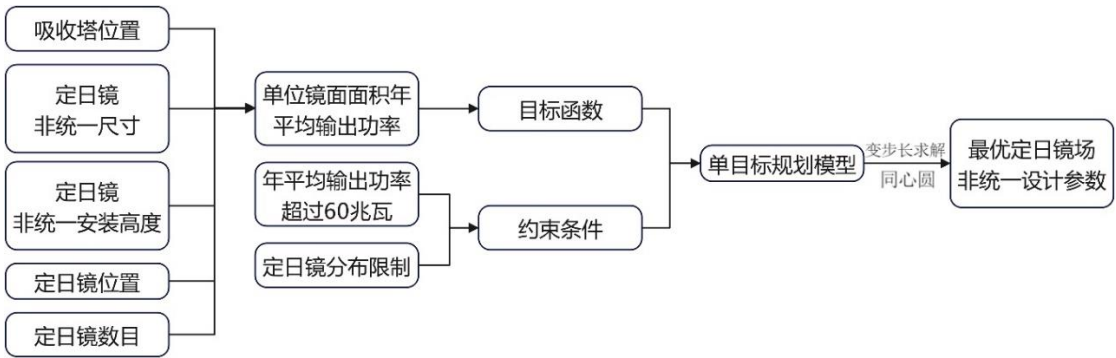 吸收塔位置
定日镜
非统一尺寸
定日镜
非统一安装高度
定日镜位置
定日镜数目
单位镜面面积年
平均输出功率
年平均输出功率
超过60兆瓦
定日镜分布限制
目标函数
约束条件
单目标规划模型
变步长求解
同心圆
最优定日镜场
非统一设计参数